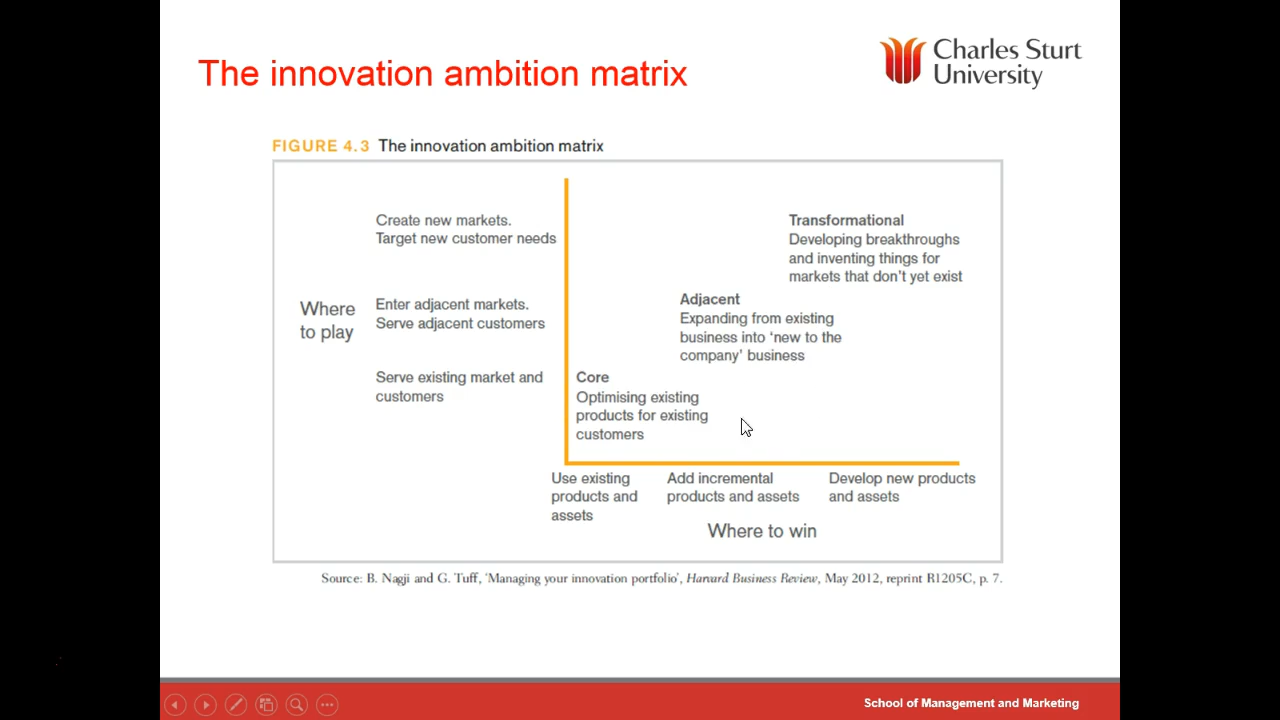 The innovation ambition matrix
Charles Sturt
University
FIGURE 4.3 The innovation ambition matrix
Create new markets.
Target new customer needs
Where
to play
Enter adjacent markets.
Serve adjacent customers
Serve existing market and
customers
Transformational
Developing breakthroughs
and inventing things for
markets that don't yet exist
Adjacent
Expanding from existing
business into 'new to the
company' business
Core
Optimising existing
products for existing
customers
Use existing
products and
assets
Add incremental
products and assets
Develop new products
and assets
Where to win
Source: B. Nagji and G. Tuff, 'Managing your innovation portfolio', Harvard Business Review, May 2012, reprint R1205C, p. 7.
School of Management and Marketing